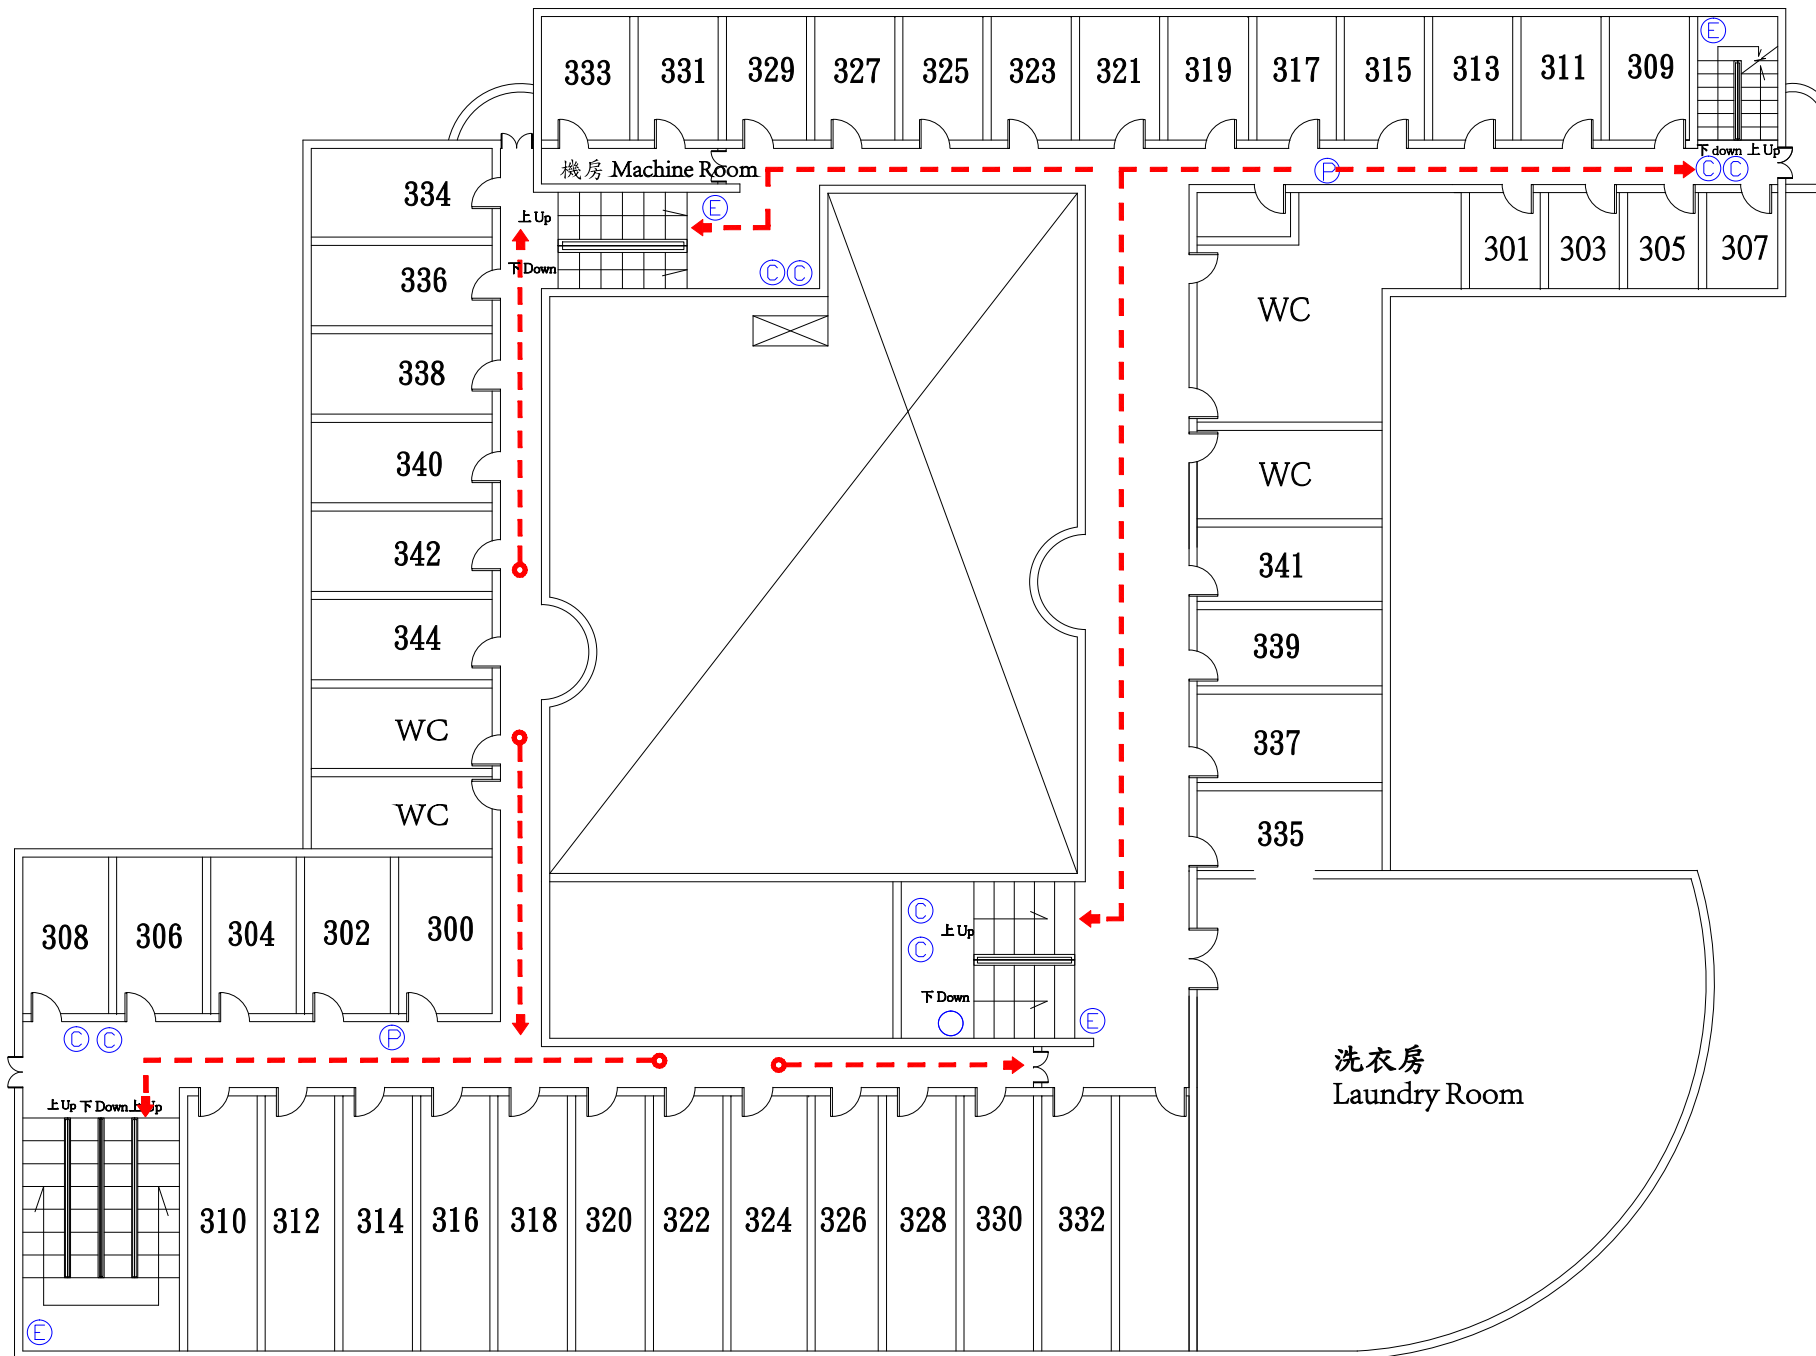 333 331 329 327 325 323 321 319 317 315 313 311 309
E
下 down 上 Up
機房 Machine Room
P
C C
334
上 Up
E
301 303 305 307
336
下 Down
C C
WC
338
340
WC
342
341
344
339
WC
337
WC
335
308 306 304 302 300
C
上 Up
C
下 Down
E
C C
P
洗衣房
Laundry Room
上 Up 下 Down 上 Up
310 312 314 316 318 320 322 324 326 328 330 332
E